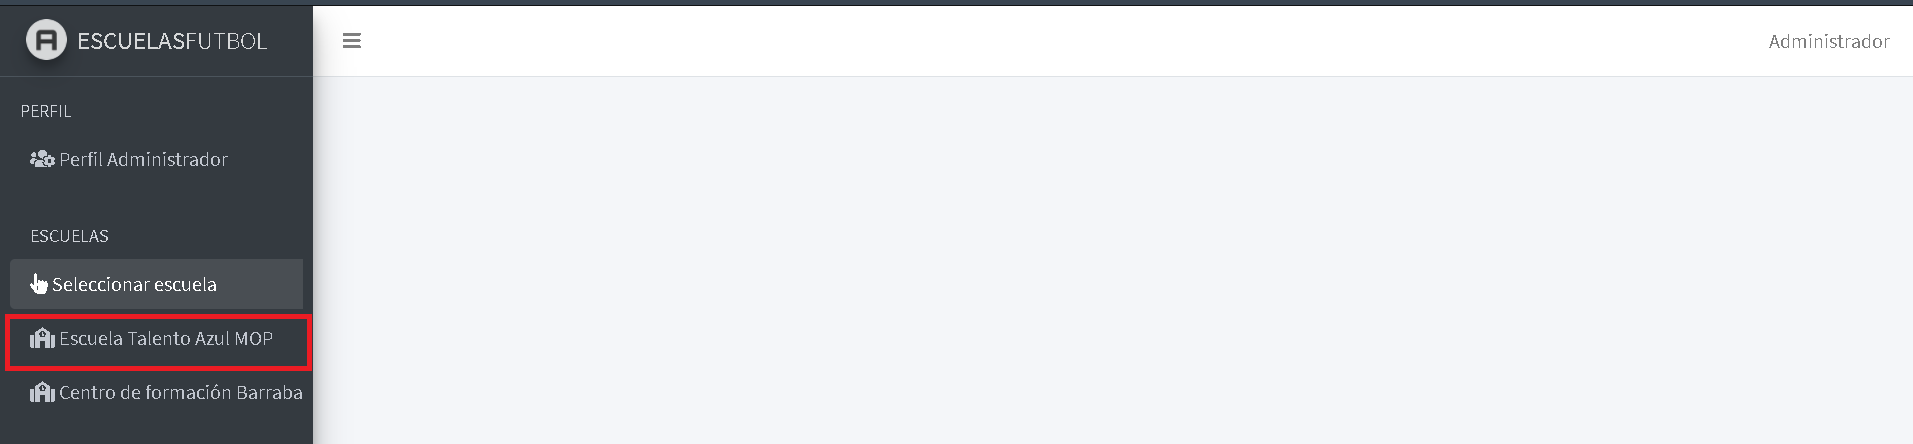 ESCUELASFUTBOL
Administrador
PERFIL
Perfil Administrador
ESCUELAS
Seleccionar escuela
Escuela Talento Azul MOP
Centro de formación Barraba